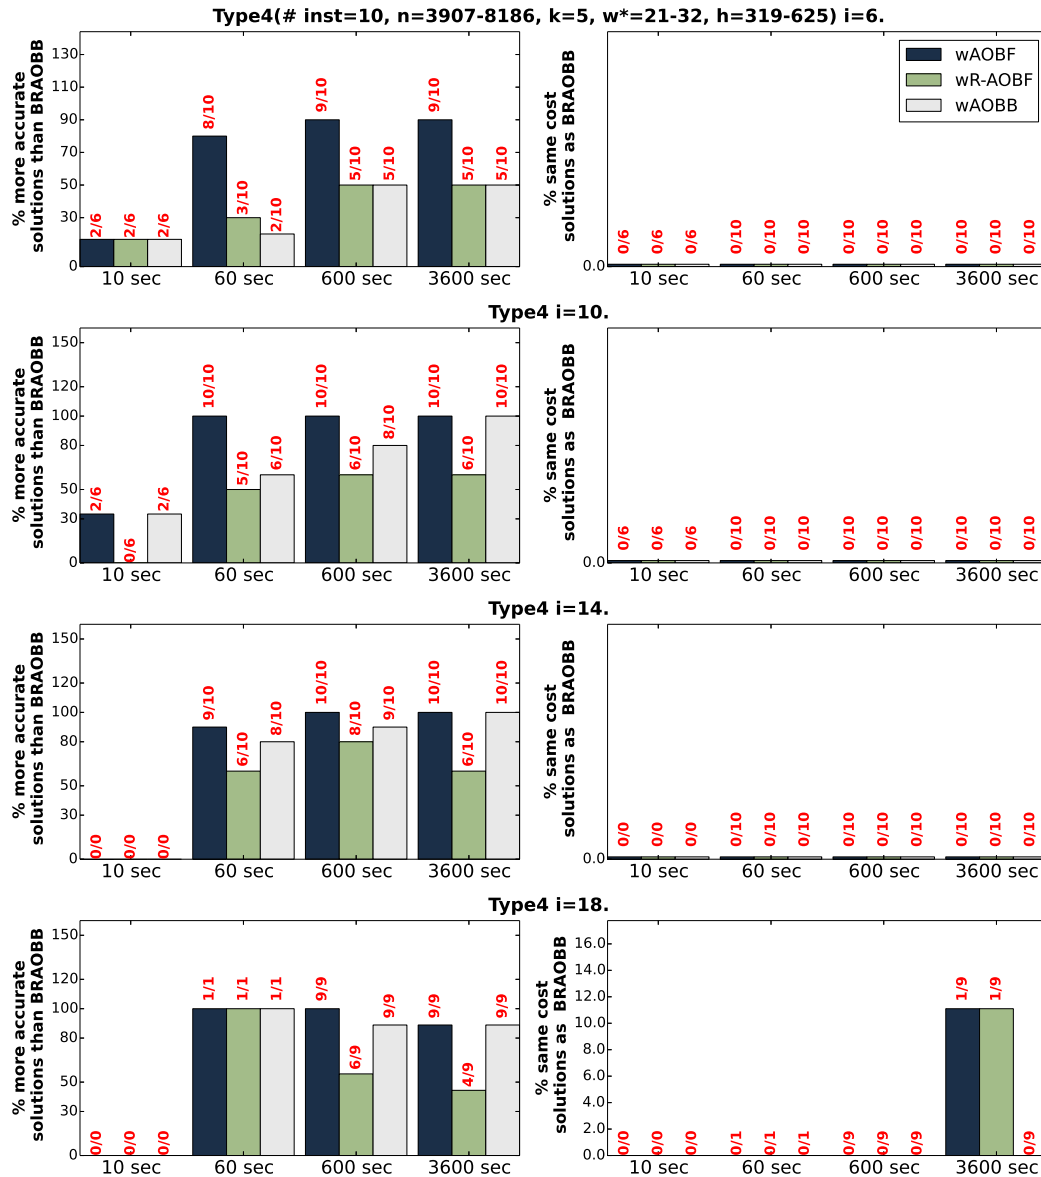 Type4(# inst=10, n=3907-8186, k=5, w*=21-32, h=319-625) i=6.
% more accurate
solutions than BRAOBB
130
110
90
70
50
30
0
2/6 2/6 2/6 8/10 3/10 2/10 9/10 5/10 5/10 9/10 5/10 5/10
10 sec 60 sec 600 sec 3600 sec
% same cost
solutions as BRAOBB
0.0
wAOBF
wR-AOBF
wAOBB
0/6 0/6 0/6 0/10 0/10 0/10 0/10 0/10 0/10 0/10 0/10 0/10
10 sec 60 sec 600 sec 3600 sec
Type4 i=10.
% more accurate
solutions than BRAOBB
150
120
100
80
50
30
0
2/6 0/6 2/6 10/10 5/10 6/10 10/10 6/10 8/10 10/10 6/10 10/10
10 sec 60 sec 600 sec 3600 sec
% same cost
solutions as BRAOBB
0.0
0/6 0/6 0/6 0/10 0/10 0/10 0/10 0/10 0/10 0/10 0/10 0/10
10 sec 60 sec 600 sec 3600 sec
Type4 i=14.
% more accurate
solutions than BRAOBB
150
120
100
80
50
30
0
0/0 0/0 0/0 9/10 6/10 8/10 10/10 8/10 9/10 10/10 6/10 10/10
10 sec 60 sec 600 sec 3600 sec
% same cost
solutions as BRAOBB
0.0
0/0 0/0 0/0 0/10 0/10 0/10 0/10 0/10 0/10 0/10 0/10 0/10
10 sec 60 sec 600 sec 3600 sec
Type4 i=18.
% more accurate
solutions than BRAOBB
150
120
100
80
50
30
0
0/0 0/0 0/0 1/1 1/1 1/1 9/9 6/9 9/9 9/9 4/9 9/9
10 sec 60 sec 600 sec 3600 sec
% same cost
solutions as BRAOBB
16.0
14.0
12.0
10.0
8.0
6.0
4.0
2.0
0.0
0/0 0/0 0/0 0/1 0/1 0/1 0/9 0/9 0/9 1/9 1/9 0/9
10 sec 60 sec 600 sec 3600 sec